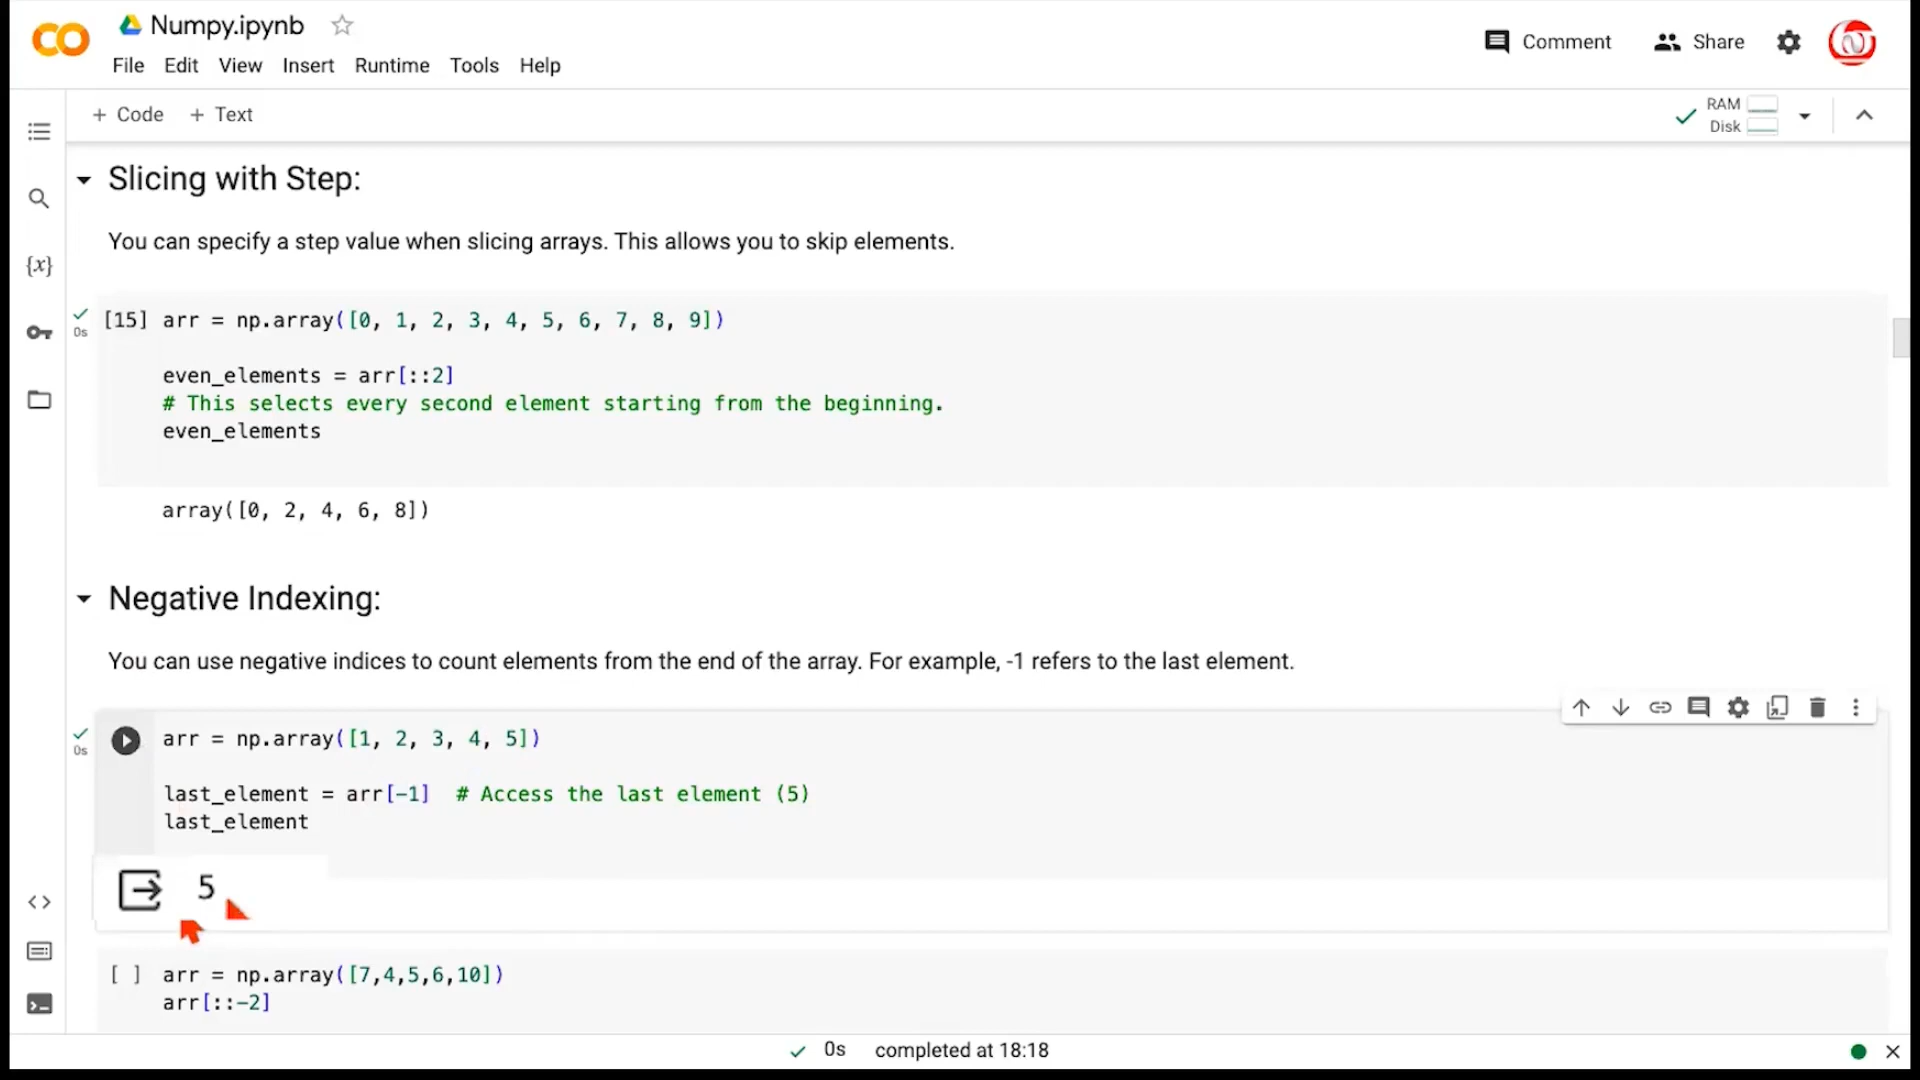 Numpy.ipynb
File Edit View Insert Runtime Tools Help
Comment Share
+ Code + Text
RAM
Disk
Slicing with Step:
You can specify a step value when slicing arrays. This allows you to skip elements.
0s
[15] arr = np.array([0, 1, 2, 3, 4, 5, 6, 7, 8, 9])
even_elements = arr[::2]
# This selects every second element starting from the beginning.
even_elements
array([0, 2, 4, 6, 8])
Negative Indexing:
You can use negative indices to count elements from the end of the array. For example, -1 refers to the last element.
0s
arr = np.array([1, 2, 3, 4, 5])
last_element = arr[-1]  # Access the last element (5)
last_element
5
[ ] arr = np.array([7,4,5,6,10])
arr[::-2]
0s completed at 18:18